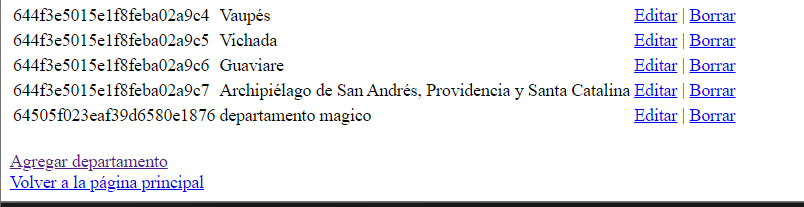 644f3e5015e1f8feba02a9c4 Vaupés Editar | Borrar
644f3e5015e1f8feba02a9c5 Vichada Editar | Borrar
644f3e5015e1f8feba02a9c6 Guaviare Editar | Borrar
644f3e5015e1f8feba02a9c7 Archipiélago de San Andrés, Providencia y Santa Catalina Editar | Borrar
64505f023eaf39d6580e1876 departamento magico Editar | Borrar
Agregar departamento
Volver a la página principal